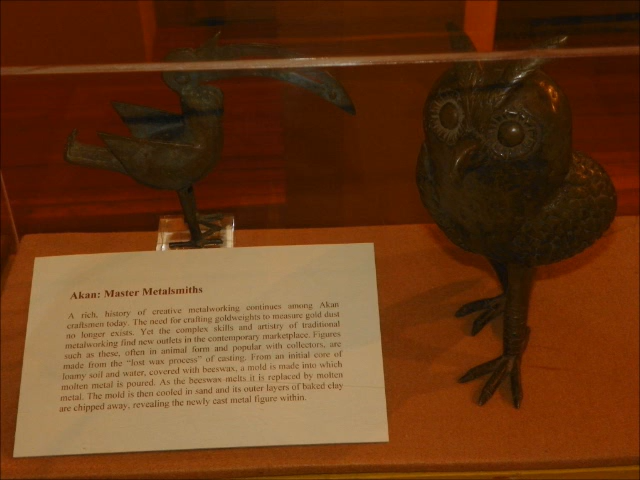 Akan: Master Metalsmiths
A rich, history of creative metalworking continues among Akan
craftsmen today. The need for crafting goldweights to measure gold dust
no longer exists. Yet the complex skills and artistry of traditional
metalworking find new outlets in the contemporary marketplace. Figures
such as these, often in animal form and popular with collectors, are
made from the "lost wax process" of casting. From an initial core of
loamy soil and water, covered with beeswax, a mold is made into which
molten metal is poured. As the beeswax melts it is replaced by molten
metal. The mold is then cooled in sand and its outer layers of baked clay
are chipped away, revealing the newly cast metal figure within.